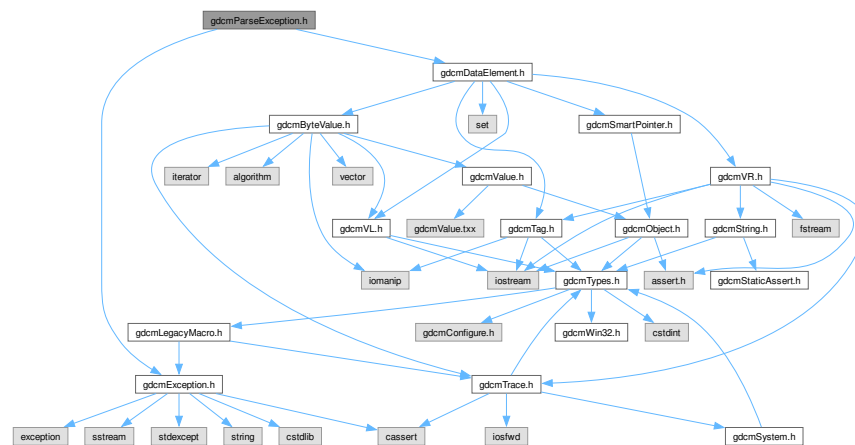 gdcmParseException.h
gdcmDataElement.h
gdcmByteValue.h
set
gdcmSmartPointer.h
iterator
algorithm
vector
gdcmValue.h
gdcmVR.h
gdcmVL.h
gdcmValue.txx
gdcmTag.h
gdcmObject.h
gdcmString.h
fstream
iomanip
iostream
gdcmTypes.h
assert.h
gdcmStaticAssert.h
gdcmLegacyMacro.h
gdcmConfigure.h
gdcmWin32.h
cstdint
gdcmException.h
gdcmTrace.h
exception
sstream
stdexcept
string
cstdlib
cassert
iosfwd
gdcmSystem.h